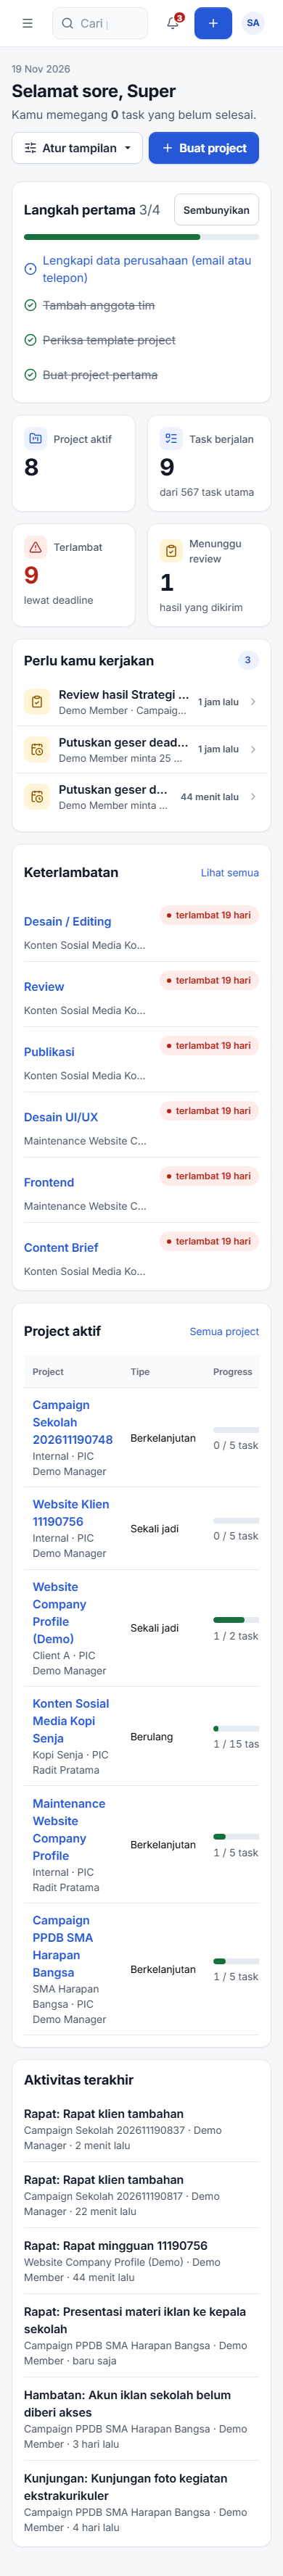 Cari
3
SA
19 Nov 2026
Selamat sore, Super
Kamu memegang 0 task yang belum selesai.
Atur tampilan
Buat project
Langkah pertama 3/4
Sembunyikan
Lengkapi data perusahaan (email atau
telepon)
Tambah anggota tim
Periksa template project
Buat project pertama
Project aktif
8
Task berjalan
9
dari 567 task utama
Terlambat
9
lewat deadline
Menunggu
review
1
hasil yang dikirim
Perlu kamu kerjakan
3
Review hasil Strategi ...
1 jam lalu
Demo Member · Campaig...
Putuskan geser dead...
1 jam lalu
Demo Member minta 25 ...
Putuskan geser d...
44 menit lalu
Demo Member minta ...
Keterlambatan
Lihat semua
Desain / Editing
terlambat 19 hari
Konten Sosial Media Ko...
Review
terlambat 19 hari
Konten Sosial Media Ko...
Publikasi
terlambat 19 hari
Konten Sosial Media Ko...
Desain UI/UX
terlambat 19 hari
Maintenance Website C...
Frontend
terlambat 19 hari
Maintenance Website C...
Content Brief
terlambat 19 hari
Konten Sosial Media Ko...
Project aktif
Semua project
Project
Tipe
Progress
Campaign
Sekolah
202611190748
Internal · PIC
Demo Manager
Berkelanjutan
0 / 5 task
Website Klien
11190756
Internal · PIC
Demo Manager
Sekali jadi
0 / 5 task
Website
Company
Profile
(Demo)
Client A · PIC
Demo Manager
Sekali jadi
1 / 2 task
Konten Sosial
Media Kopi
Senja
Kopi Senja · PIC
Radit Pratama
Berulang
1 / 15 tas
Maintenance
Website
Company
Profile
Internal · PIC
Radit Pratama
Berkelanjutan
1 / 5 task
Campaign
PPDB SMA
Harapan
Bangsa
SMA Harapan
Bangsa · PIC
Demo Manager
Berkelanjutan
1 / 5 task
Aktivitas terakhir
Rapat: Rapat klien tambahan
Campaign Sekolah 202611190837 · Demo
Manager · 2 menit lalu
Rapat: Rapat klien tambahan
Campaign Sekolah 202611190817 · Demo
Manager · 22 menit lalu
Rapat: Rapat mingguan 11190756
Website Company Profile (Demo) · Demo
Member · 44 menit lalu
Rapat: Presentasi materi iklan ke kepala
sekolah
Campaign PPDB SMA Harapan Bangsa · Demo
Member · baru saja
Hambatan: Akun iklan sekolah belum
diberi akses
Campaign PPDB SMA Harapan Bangsa · Demo
Member · 3 hari lalu
Kunjungan: Kunjungan foto kegiatan
ekstrakurikuler
Campaign PPDB SMA Harapan Bangsa · Demo
Member · 4 hari lalu